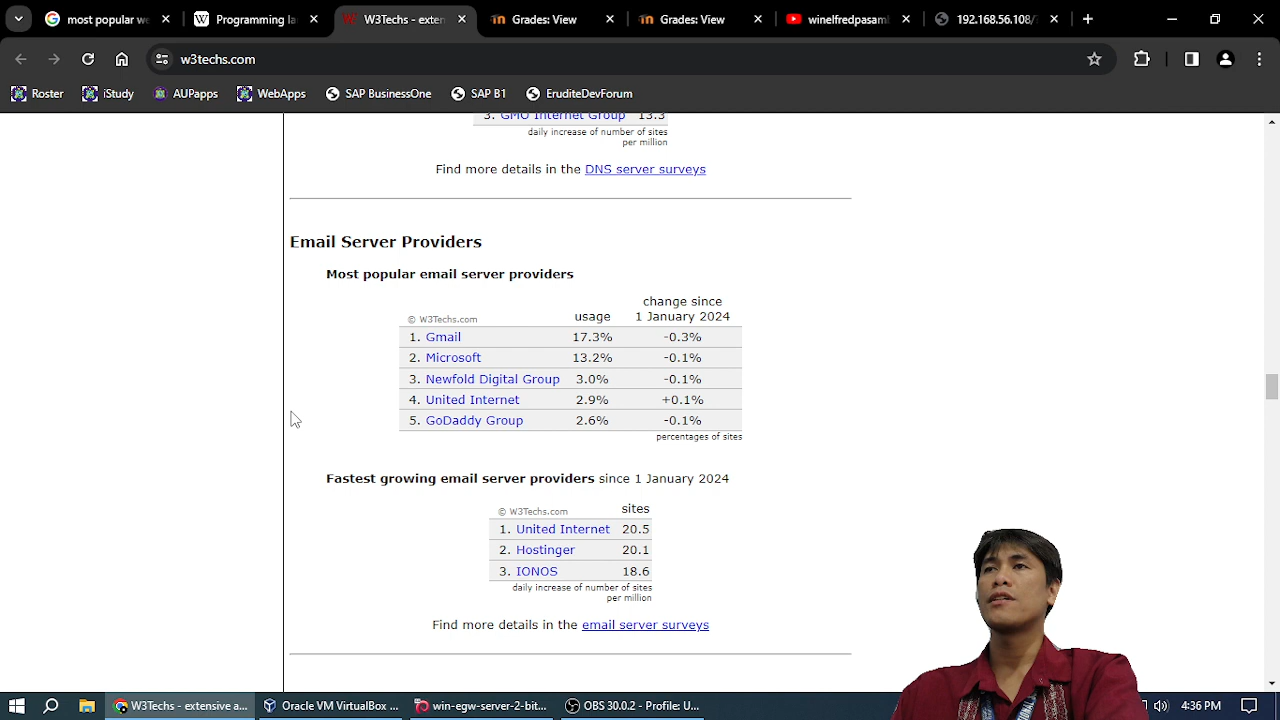 most popular we
Programming la
W3Techs - exten
Grades: View
Grades: View
winelfredpasam
192.168.56.108/
w3techs.com
Roster
iStudy
AUPapps
WebApps
SAP BusinessOne
SAP B1
EruditeDevForum
3. GMO Internet Group 13.3
daily increase of number of sites
per million
Find more details in the DNS server surveys
Email Server Providers
Most popular email server providers
© W3Techs.com usage change since
1 January 2024
1. Gmail 17.3% -0.3%
2. Microsoft 13.2% -0.1%
3. Newfold Digital Group 3.0% -0.1%
4. United Internet 2.9% +0.1%
5. GoDaddy Group 2.6% -0.1%
percentages of sites
Fastest growing email server providers since 1 January 2024
© W3Techs.com sites
1. United Internet 20.5
2. Hostinger 20.1
3. IONOS 18.6
daily increase of number of sites
per million
Find more details in the email server surveys
W3Techs - extensive a...
Oracle VM VirtualBox ...
win-egw-server-2-bit...
OBS 30.0.2 - Profile: U...
4:36 PM